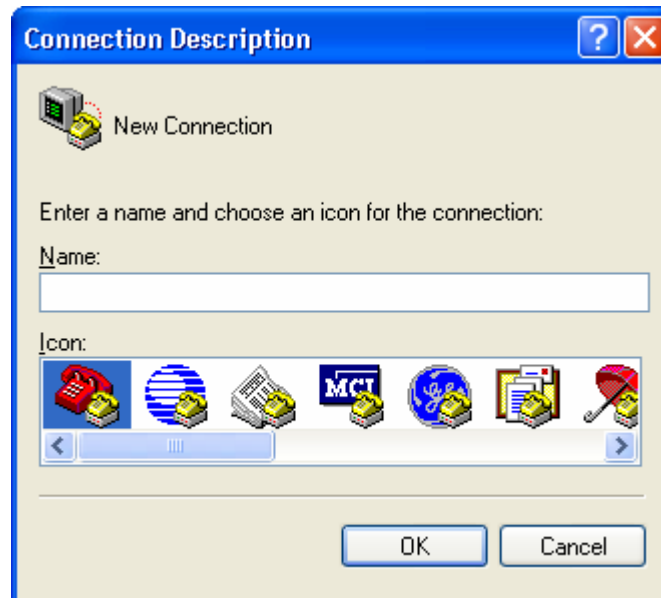 Connection Description
?
New Connection
Enter a name and choose an icon for the connection:
Name:
Icon:
MCI
OK Cancel